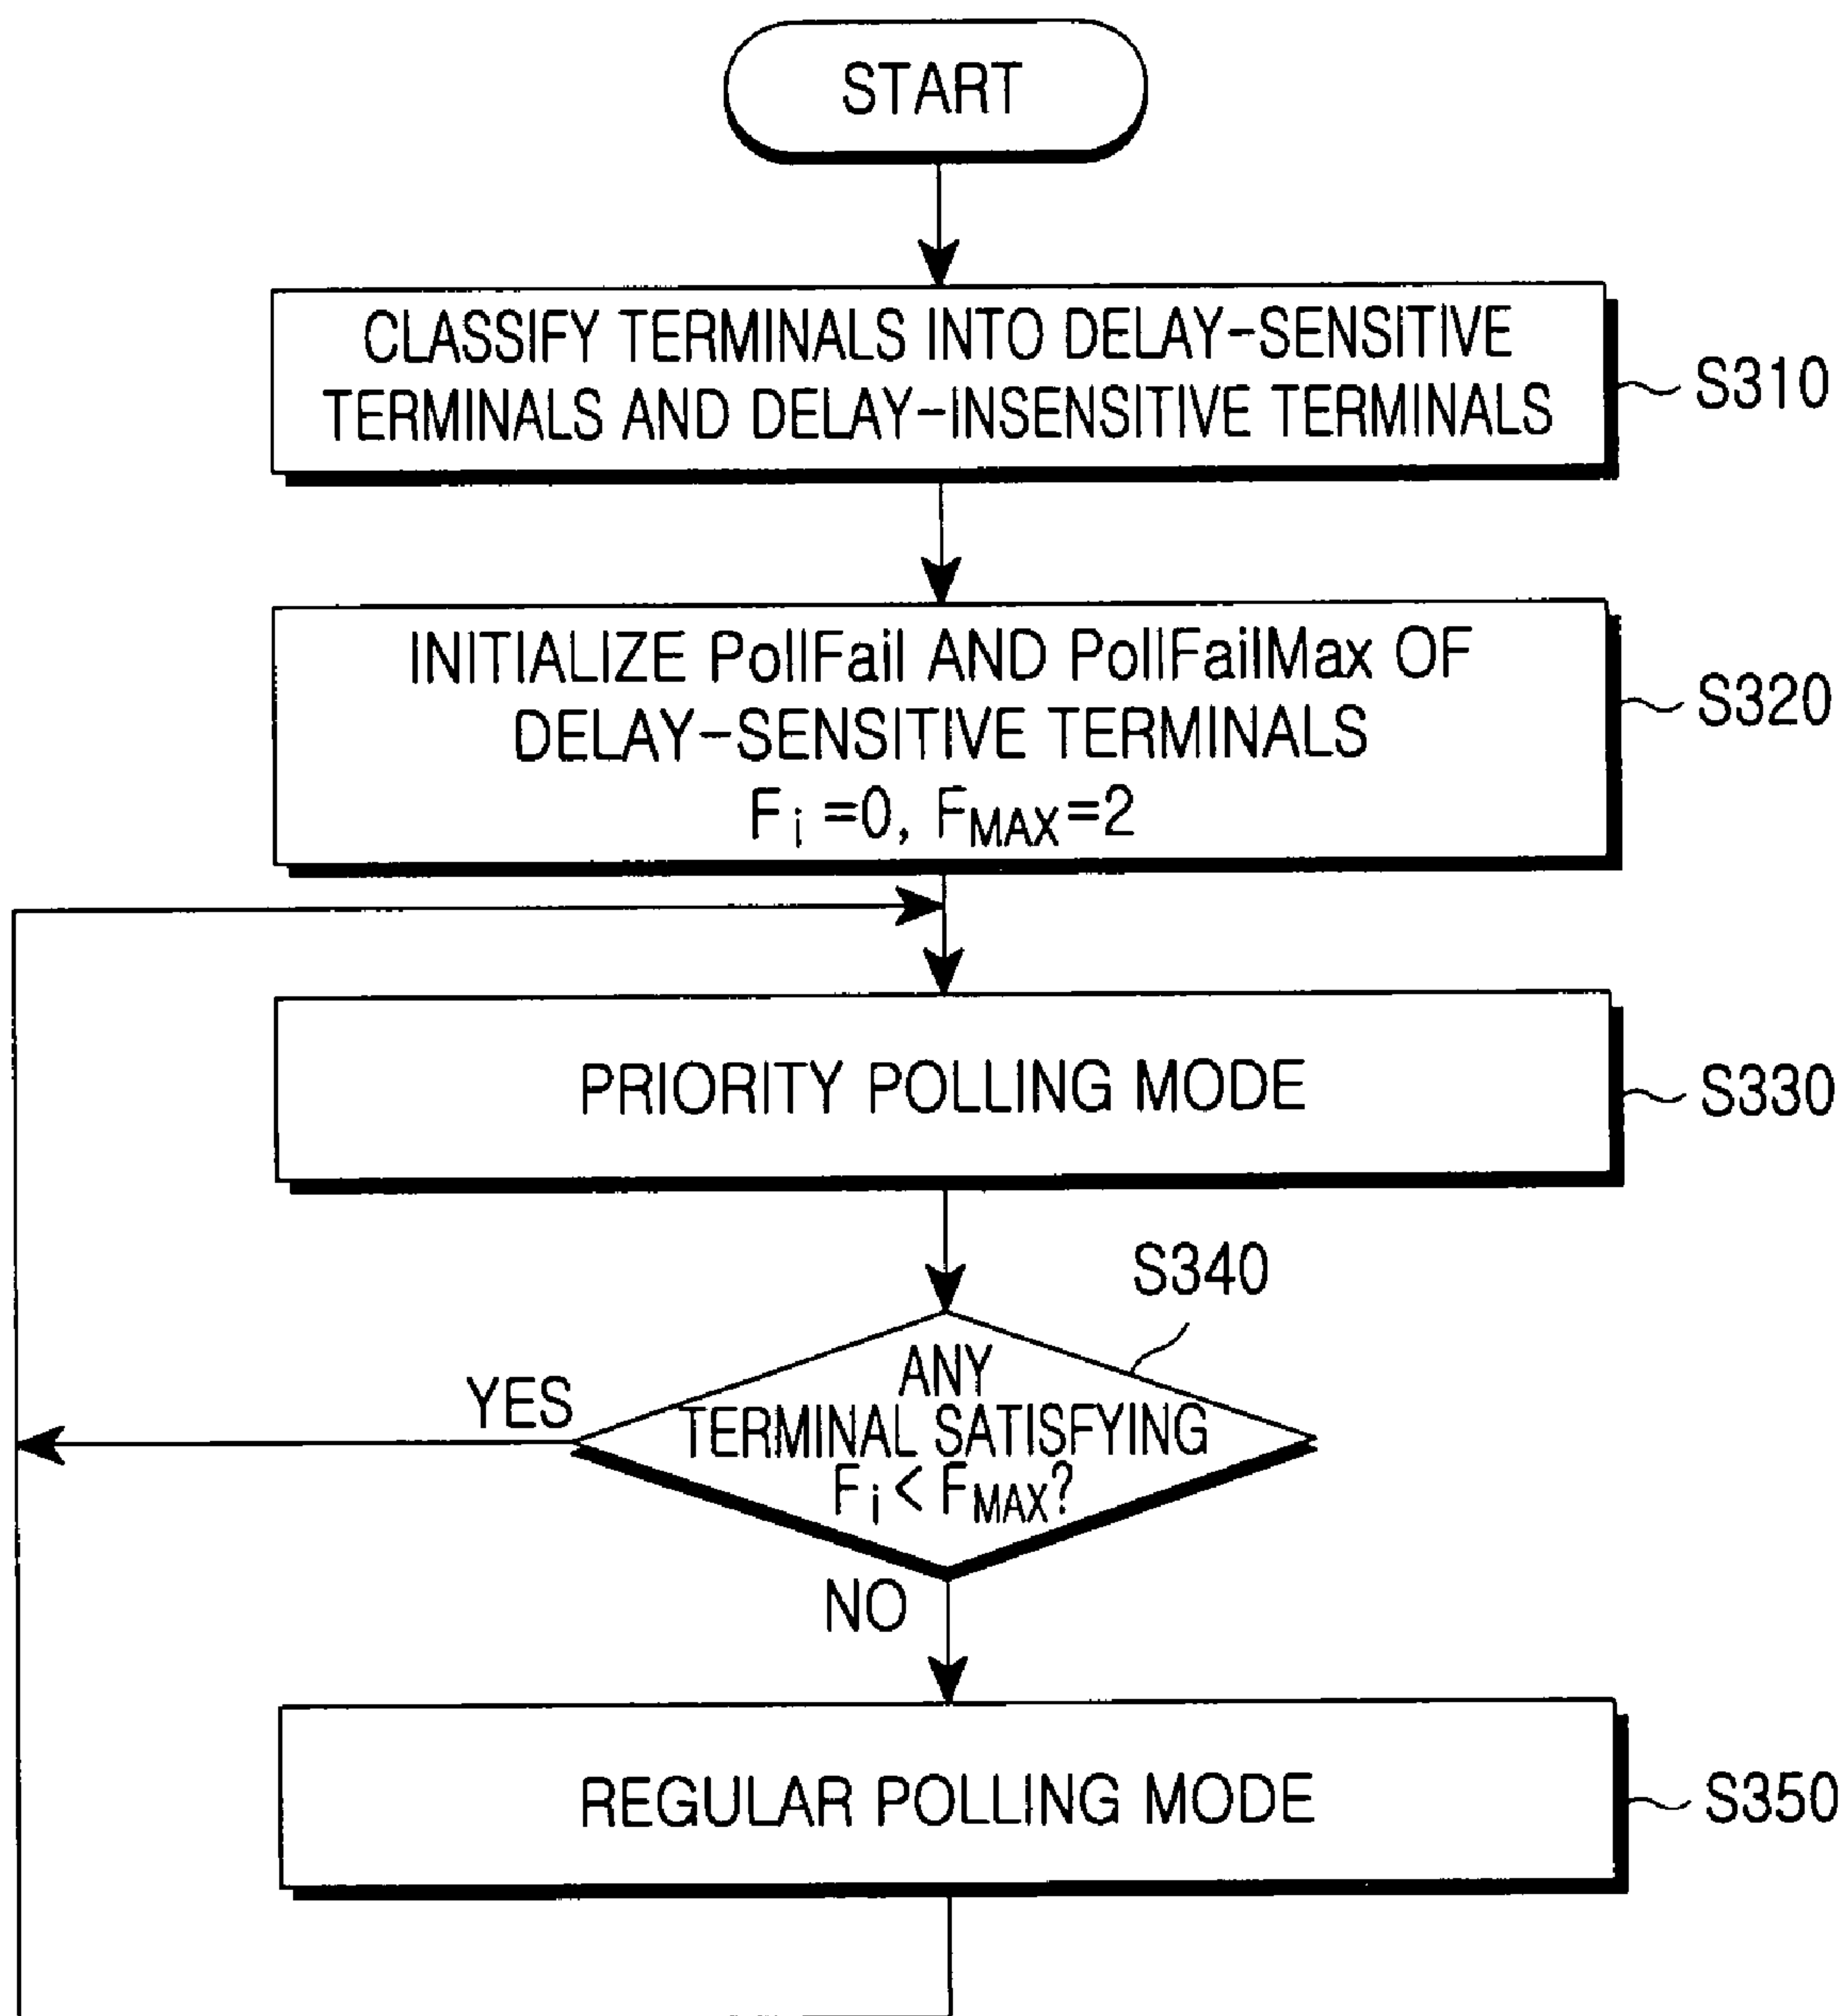 START
CLASSIFY TERMINALS INTO DELAY-SENSITIVE
TERMINALS AND DELAY-INSENSITIVE TERMINALS
S310
INITIALIZE PollFail AND PollFailMax OF
DELAY-SENSITIVE TERMINALS
Fi =0, FMAX=2
S320
PRIORITY POLLING MODE
S330
S340
ANY
TERMINAL SATISFYING
Fi < FMAX?
YES
NO
REGULAR POLLING MODE
S350